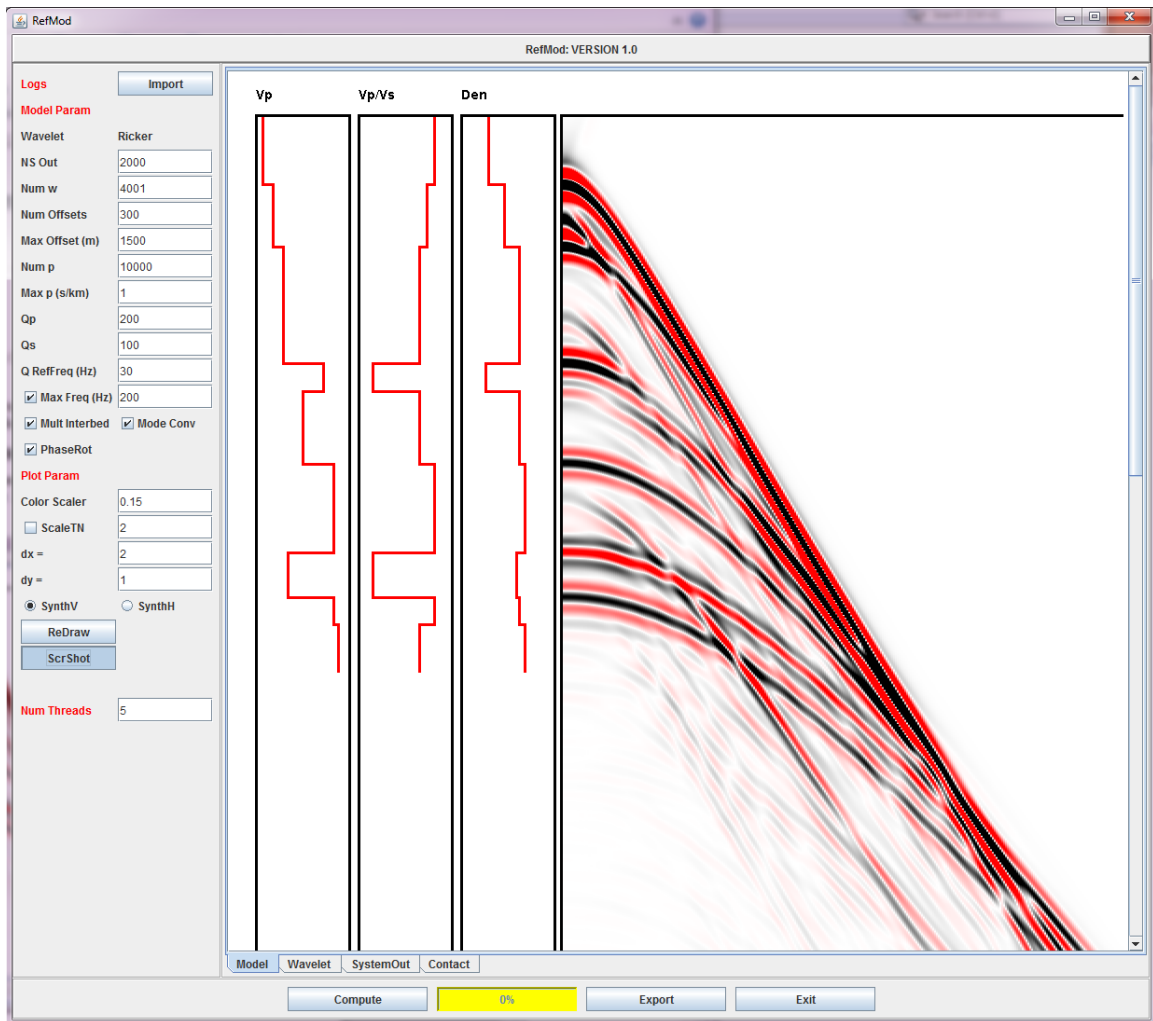 RefMod
RefMod: VERSION 1.0
Logs Import
Model Param
Wavelet Ricker
NS Out 2000
Num w 4001
Num Offsets 300
Max Offset (m) 1500
Num p 10000
Max p (s/km) 1
Qp 200
Qs 100
Q RefFreq (Hz) 30
Max Freq (Hz) 200
Mult Interbed Mode Conv
PhaseRot
Plot Param
Color Scaler 0.15
ScaleTN 2
dx = 2
dy = 1
SynthV SynthH
ReDraw
ScrShot
Num Threads 5
Vp Vp/Vs Den
Model Wavelet SystemOut Contact
Compute 0% Export Exit